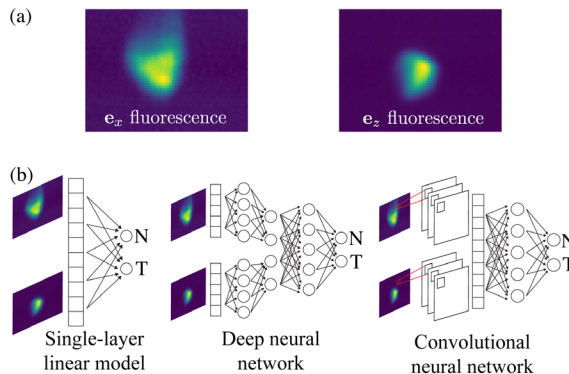 (a)
e_x fluorescence
e_z fluorescence
(b)
N
T
N
T
N
T
Single-layer
linear model
Deep neural
network
Convolutional
neural network